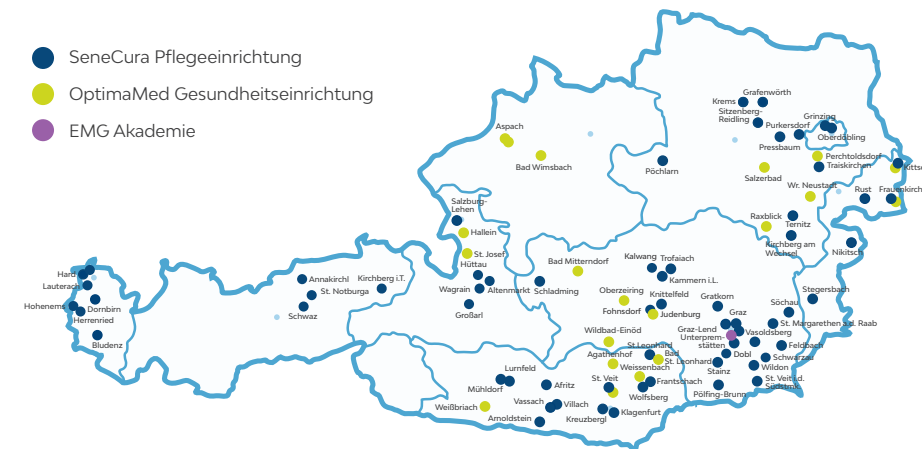 SeneCura Pflegeeinrichtung
OptimaMed Gesundheitseinrichtung
EMG Akademie
Grafenwörth
Krems
Sitzenberg-
Reidling
Grinzing
Purkersdorf
Oberdöbling
Pressbaum
Aspach
Bad Wimsbach
Pöchlarn
Perchtoldsdorf
Traiskirchen
Kittse
Salzerbad
Wr. Neustadt
Rust
Frauenkirch
Salzburg-
Lehen
Hallein
Raxblick
Ternitz
Kirchberg am
Wechsel
Nikitsch
St. Josef
Hüttau
Bad Mitterndorf
Kalwang
Trofaiach
Kammern i.L.
Hard
Lauterach
Annakirchl
Kirchberg i.T.
St. Notburga
Wagrain
Altenmarkt
Schladming
Oberzeiring
Knittelfeld
Stegersbach
Hohenems
Dornbirn
Herrenried
Schwaz
Großarl
Fohnsdorf
Judenburg
Gratkorn
Söchau
Graz
St. Margarethen a.d. Raab
Bludenz
Wildbad-Einöd
Graz-Lend
Unterprem-
stätten
Vasoldsberg
Feldbach
Agathenhof
St.Leonhard
Bad
St. Leonhard
Dobl
Schwarzau
Lurnfeld
Weissenbach
Stainz
Wildon
Mühldorf
Afritz
St. Veit
Frantschach
St. Veit i.d.
Südstmk.
Wolfsberg
Pölfing-Brunn
Weißbriach
Vassach
Villach
Arnoldstein
Kreuzbergl
Klagenfurt